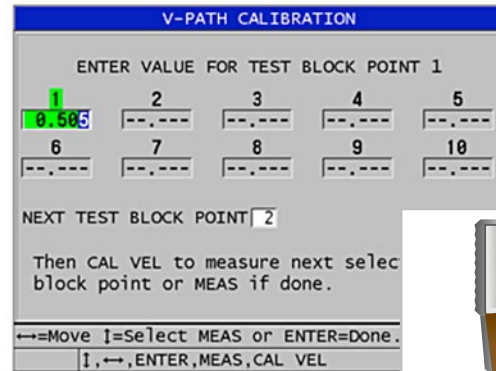 V-PATH CALIBRATION
ENTER VALUE FOR TEST BLOCK POINT 1
1 2 3 4 5
0.505 --.--- --.--- --.--- --.---
6 7 8 9 10
--.--- --.--- --.--- --.--- --.---
NEXT TEST BLOCK POINT 2
Then CAL VEL to measure next selec
block point or MEAS if done.
↔=Move ↕=Select MEAS or ENTER=Done.
↕,↔,ENTER,MEAS,CAL VEL